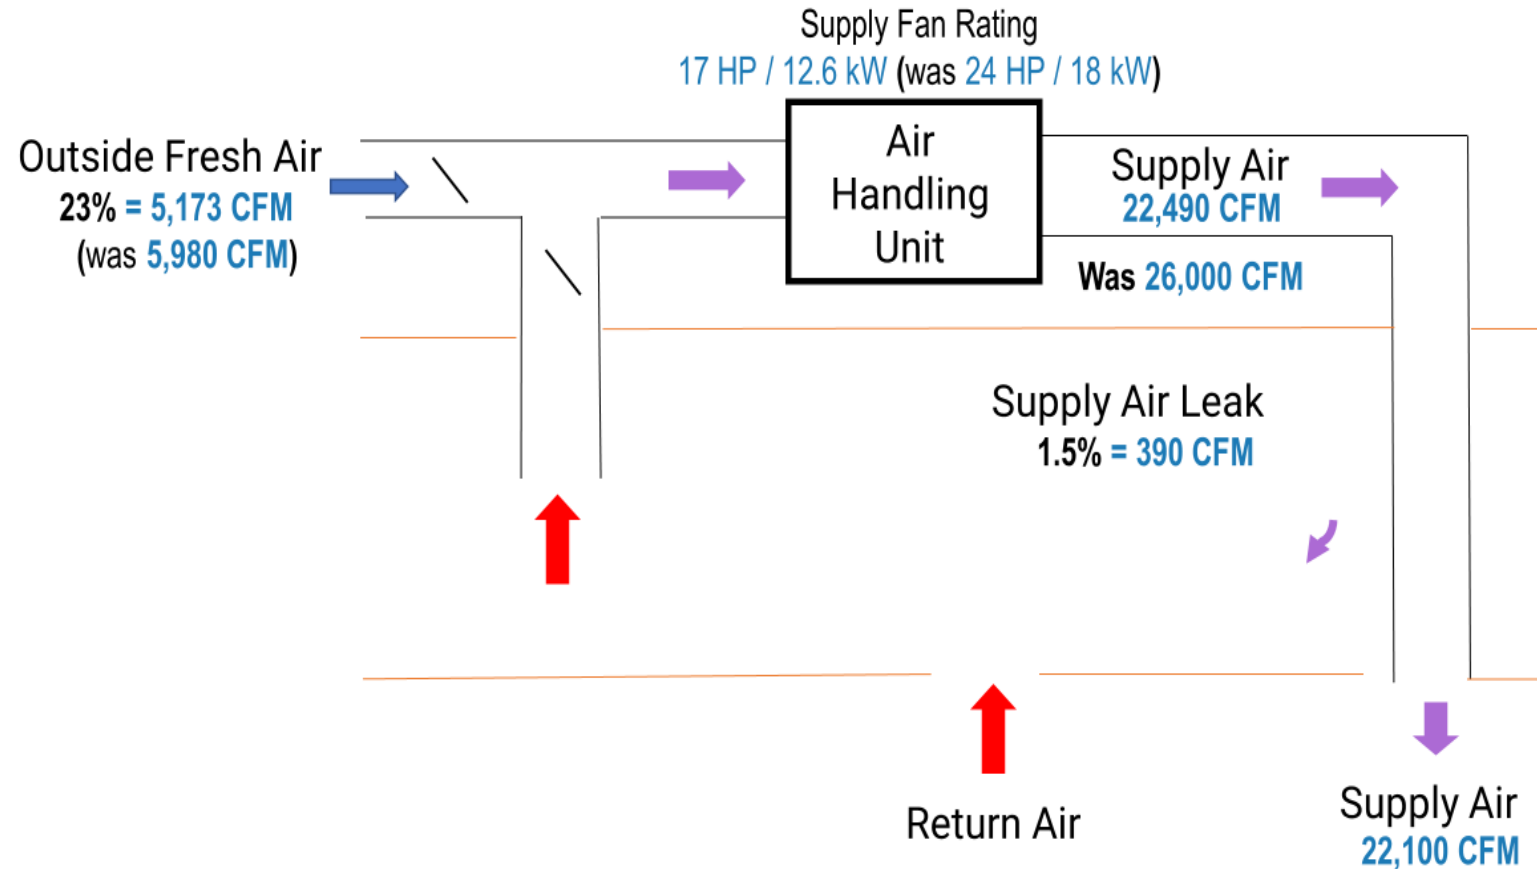 Supply Fan Rating
17 HP / 12.6 kW (was 24 HP / 18 kW)
Outside Fresh Air
23% = 5,173 CFM
(was 5,980 CFM)
Air
Handling
Unit
Supply Air
22,490 CFM
Was 26,000 CFM
Supply Air Leak
1.5% = 390 CFM
Return Air
Supply Air
22,100 CFM